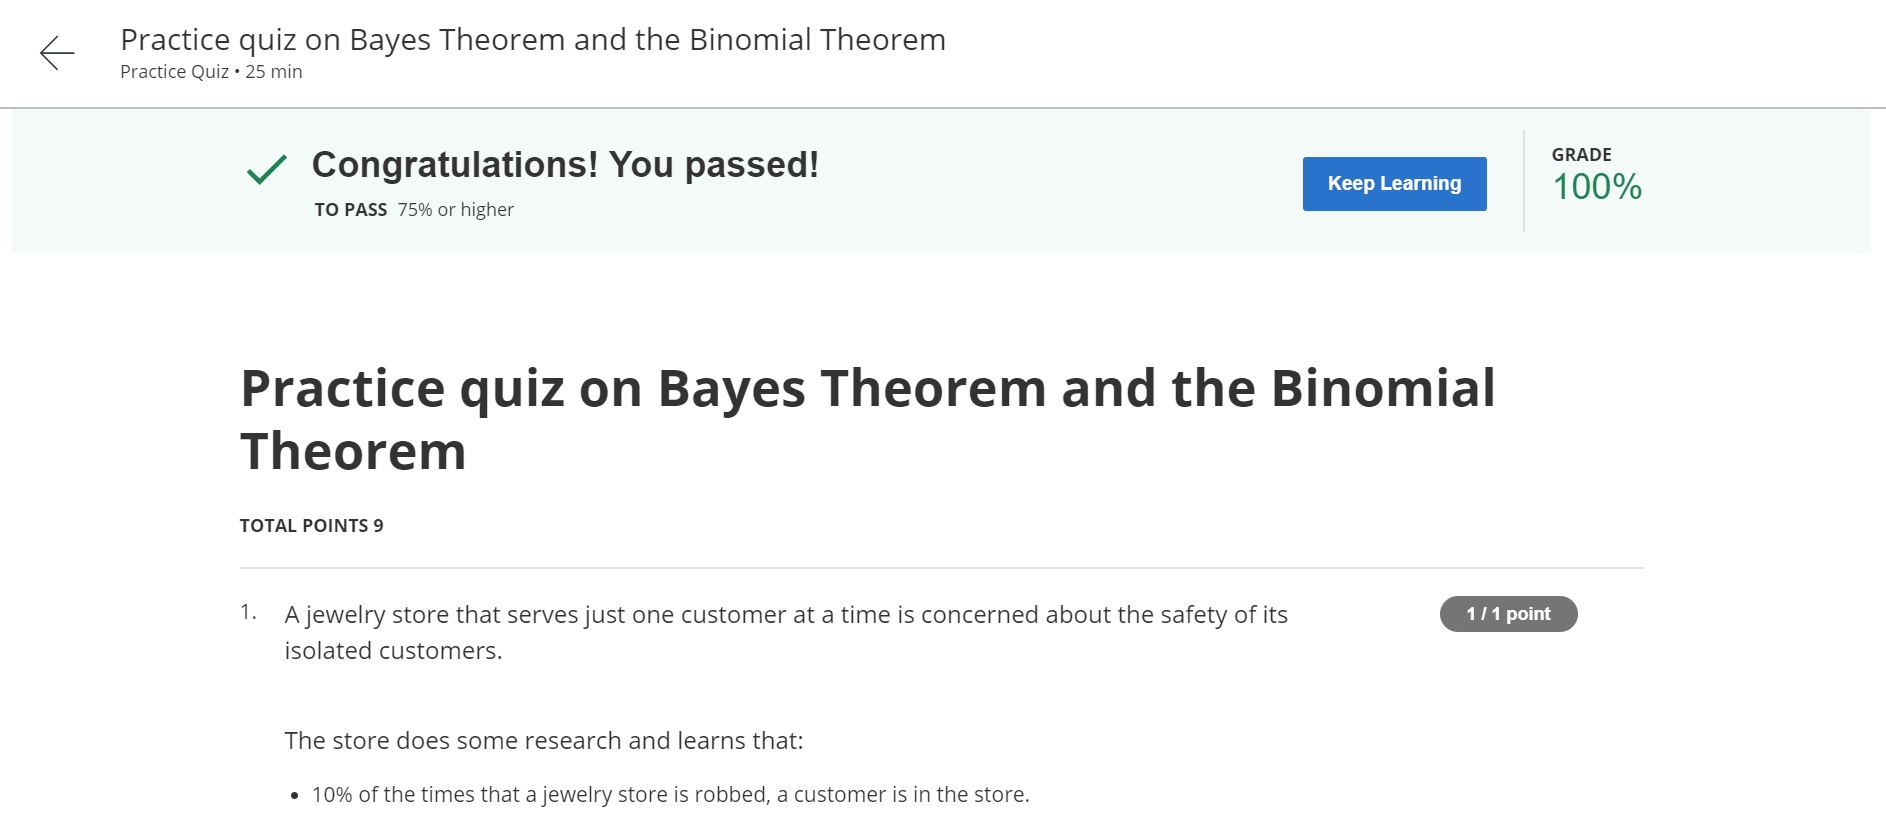 Practice quiz on Bayes Theorem and the Binomial Theorem
Practice Quiz • 25 min
Congratulations! You passed!
TO PASS 75% or higher
Keep Learning
GRADE
100%
Practice quiz on Bayes Theorem and the Binomial
Theorem
TOTAL POINTS 9
1. A jewelry store that serves just one customer at a time is concerned about the safety of its
isolated customers.
1 / 1 point
The store does some research and learns that:
• 10% of the times that a jewelry store is robbed, a customer is in the store.